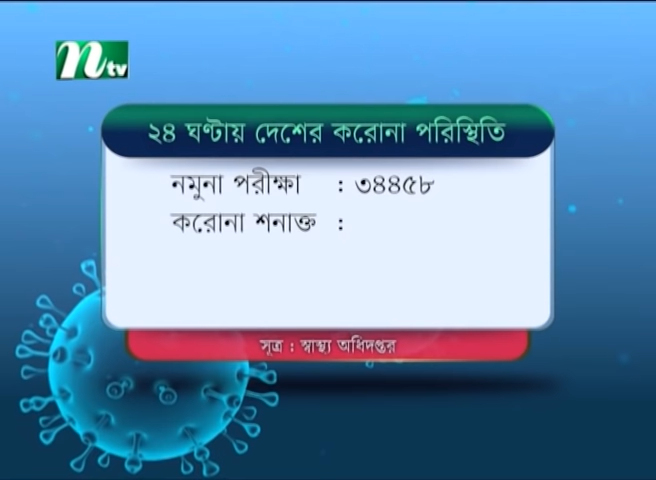 ntv
২৪ ঘণ্টায় দেশের করোনা পরিস্থিতি
নমুনা পরীক্ষা : ৩৪৪৫৮
করোনা শনাক্ত :
সূত্র : স্বাস্থ্য অধিদপ্তর